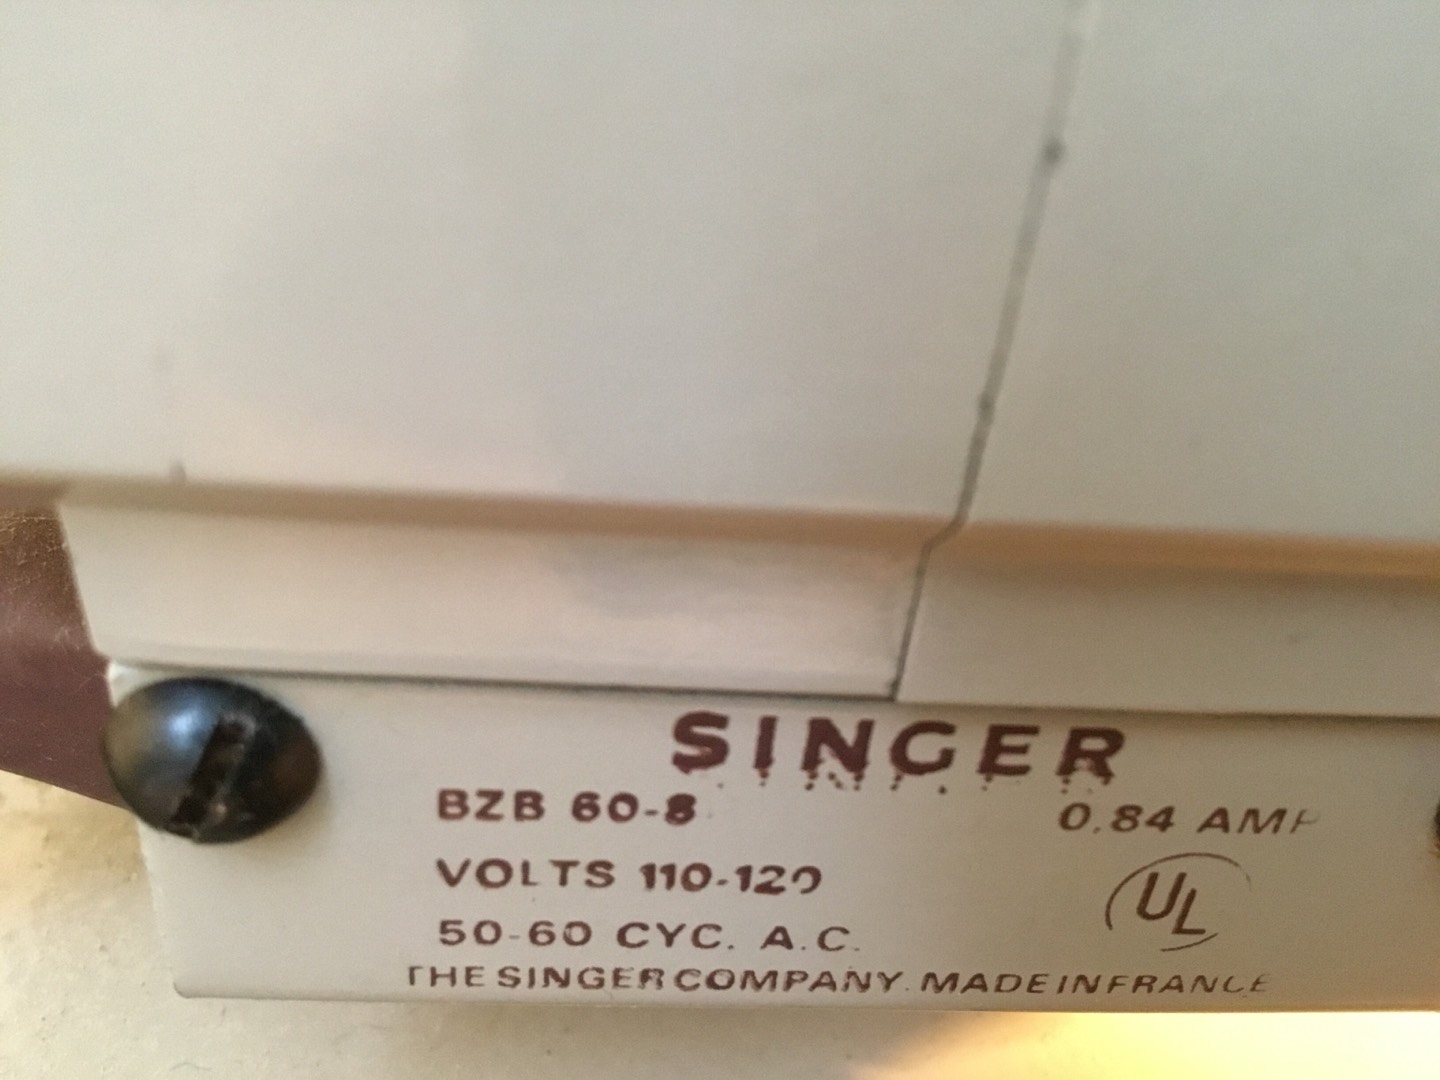 SINGER
BZB 60-8 0.84 AMP
VOLTS 110-120
50-60 CYC. A.C. UL
THE SINGER COMPANY. MADE IN FRANCE